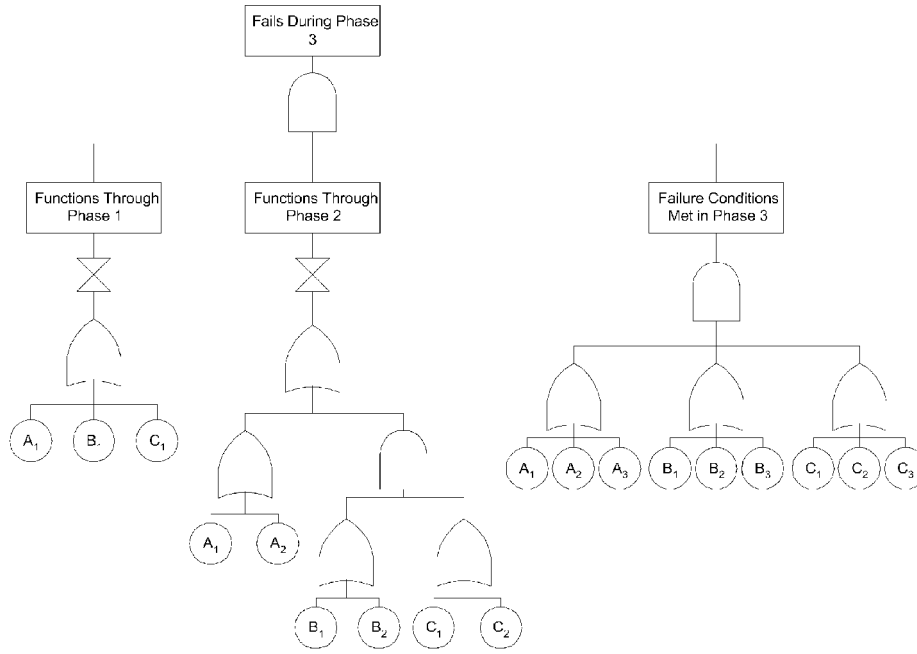 Fails During Phase
3
Functions Through
Phase 1
Functions Through
Phase 2
Failure Conditions
Met in Phase 3
A₁ B C₁
A₁ A₂ A₃ B₁ B₂ B₃ C₁ C₂ C₃
A₁ A₂
B₁ B₂ C₁ C₂